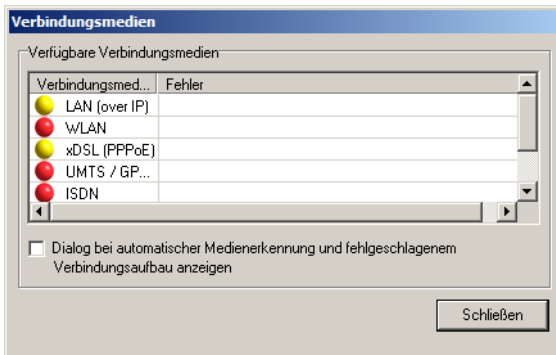 Verbindungsmedien
Verfügbare Verbindungsmedien
Verbindungsmed... Fehler
LAN (over IP)
WLAN
xDSL (PPPoE)
UMTS / GP...
ISDN
Dialog bei automatischer Medienerkennung und fehlgeschlagenem
Verbindungsaufbau anzeigen
Schließen